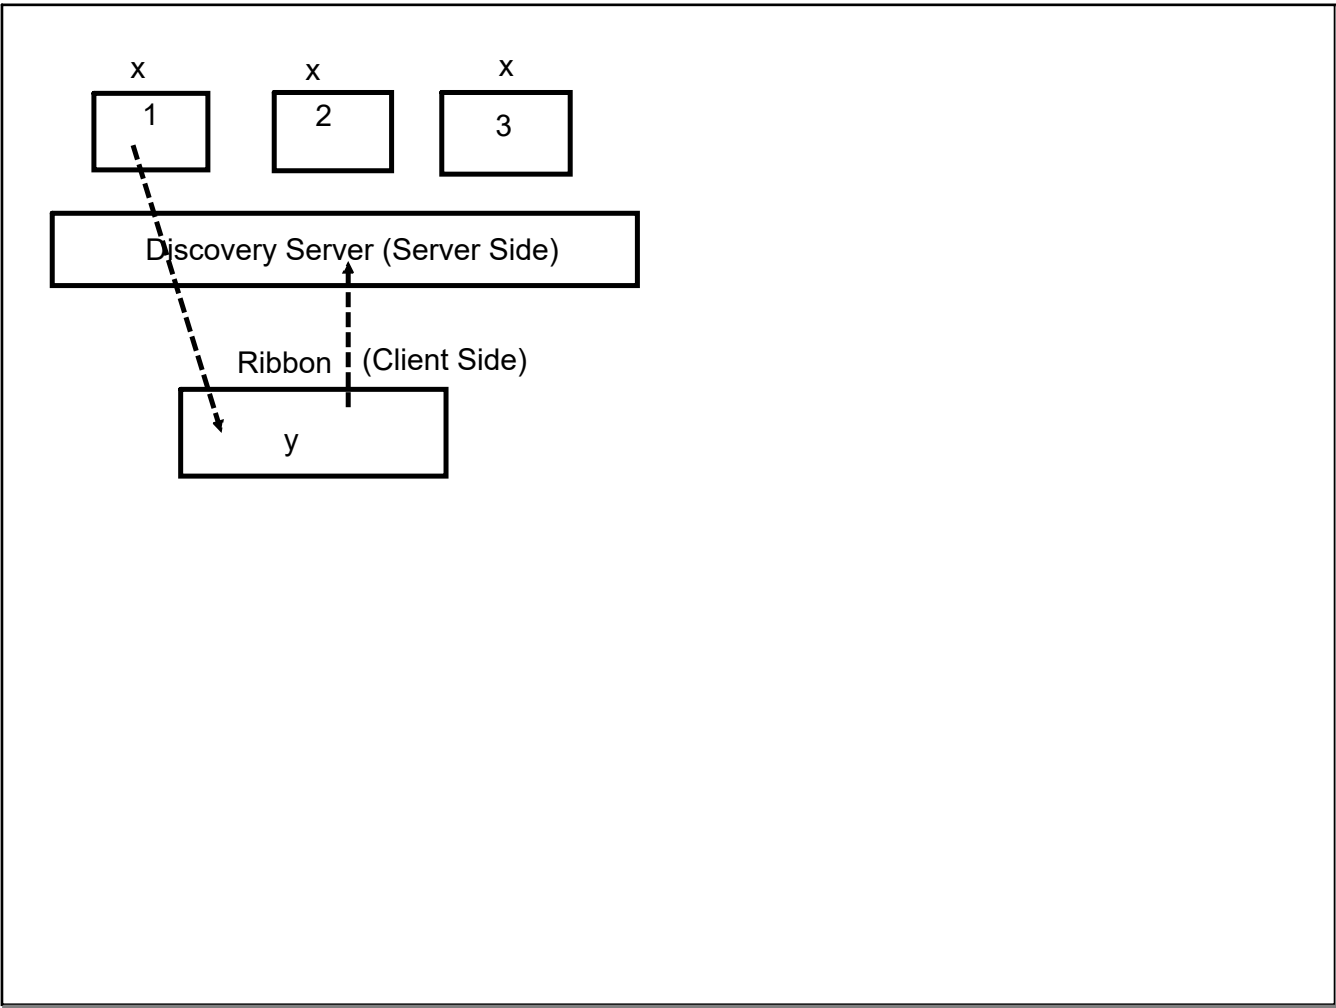 x x x
1 2 3
Discovery Server (Server Side)
Ribbon (Client Side)
y